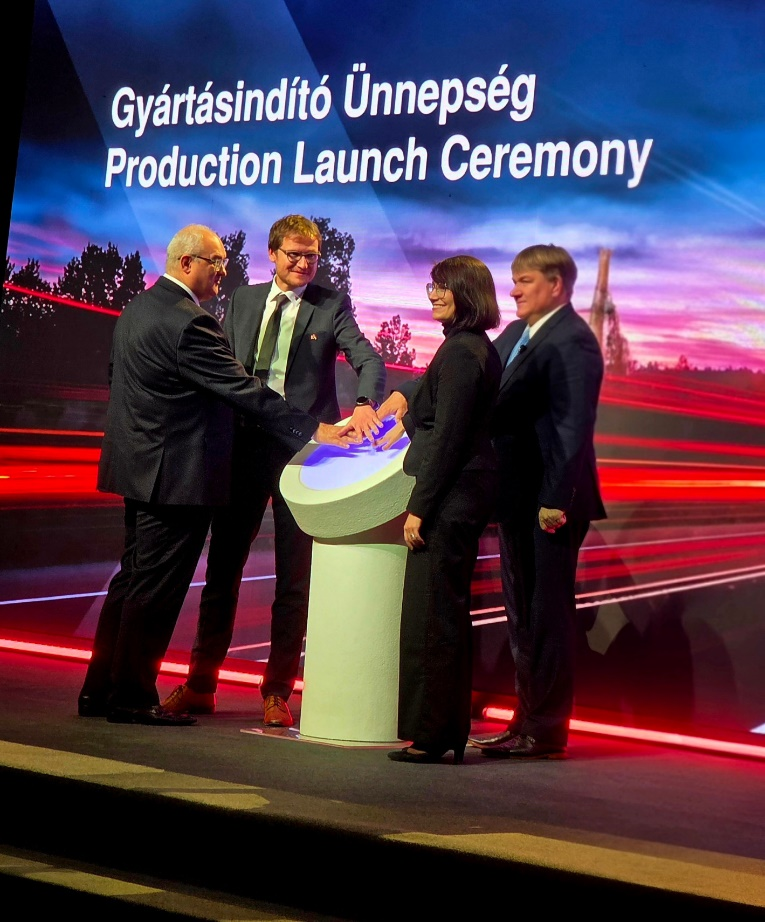 Gyártásindító Ünnepség
Production Launch Ceremony